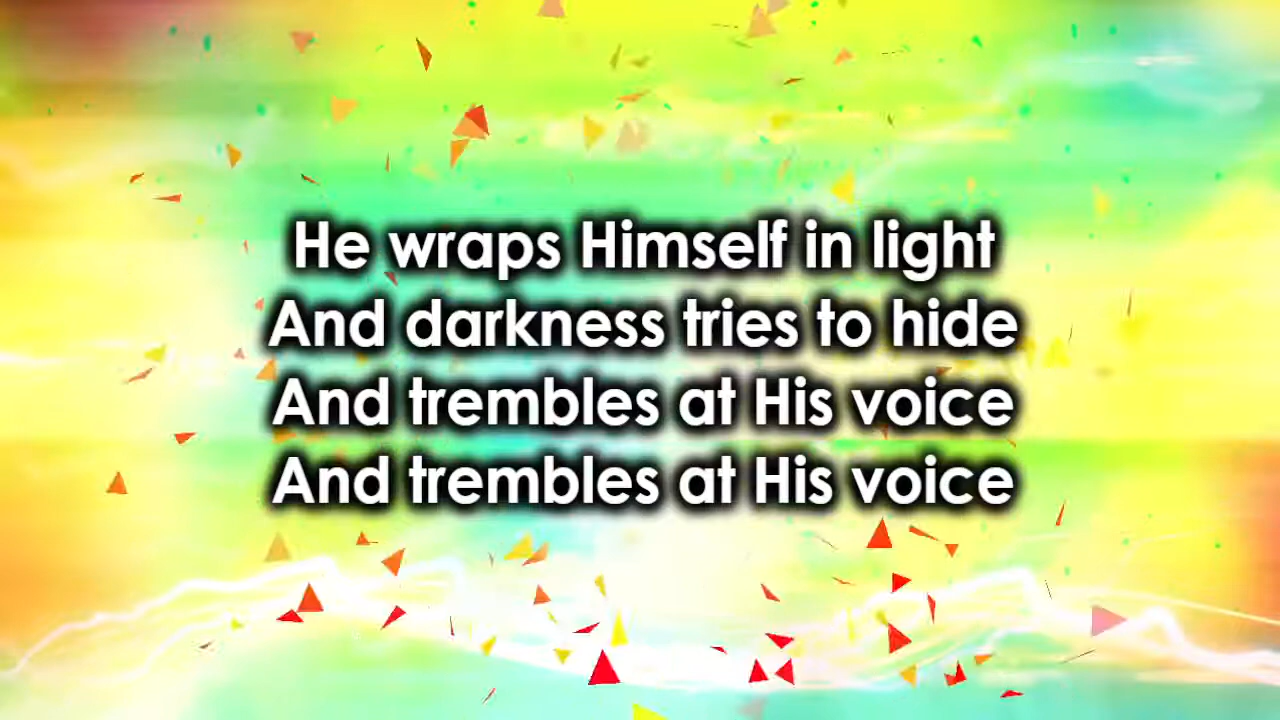 He wraps Himself in light
And darkness tries to hide
And trembles at His voice
And trembles at His voice